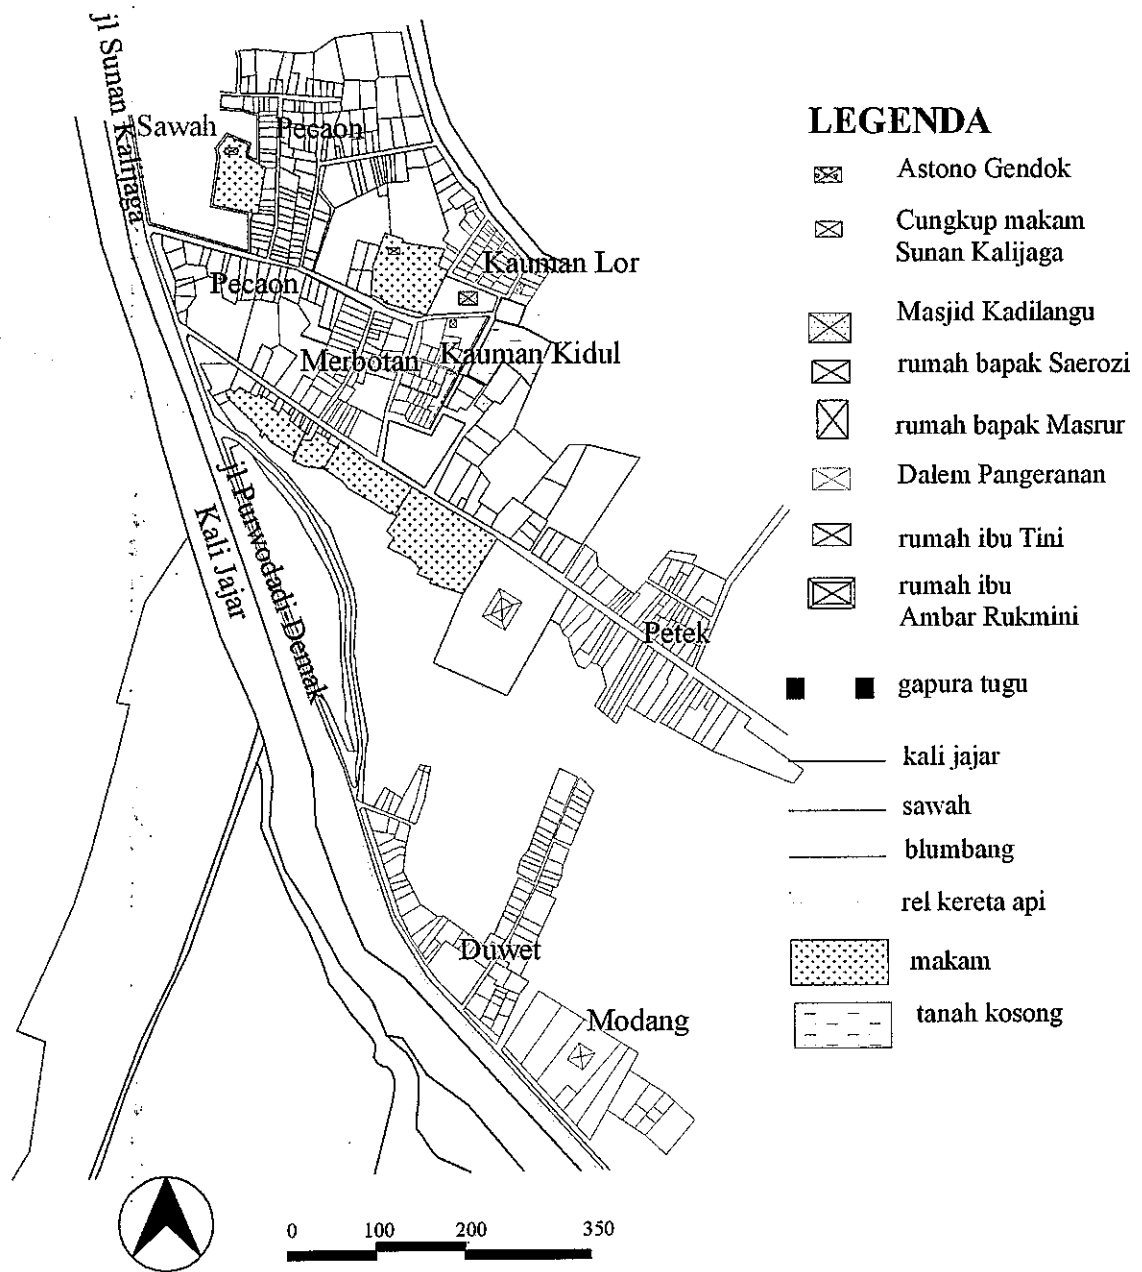 jl Sunan Kalijaga
Sawah
Pecaon
Kauman Lor
Pecaon
Merbotan
Kauman Kidul
jl Purwodadi-Demak
Kali Jajar
Petek
Duwet
Modang
0 100 200 350
LEGENDA
Astono Gendok
Cungkup makam
Sunan Kalijaga
Masjid Kadilangu
rumah bapak Saerozi
rumah bapak Masrur
Dalem Pangeranan
rumah ibu Tini
rumah ibu
Ambar Rukmini
gapura tugu
kali jajar
sawah
blumbang
rel kereta api
makam
tanah kosong